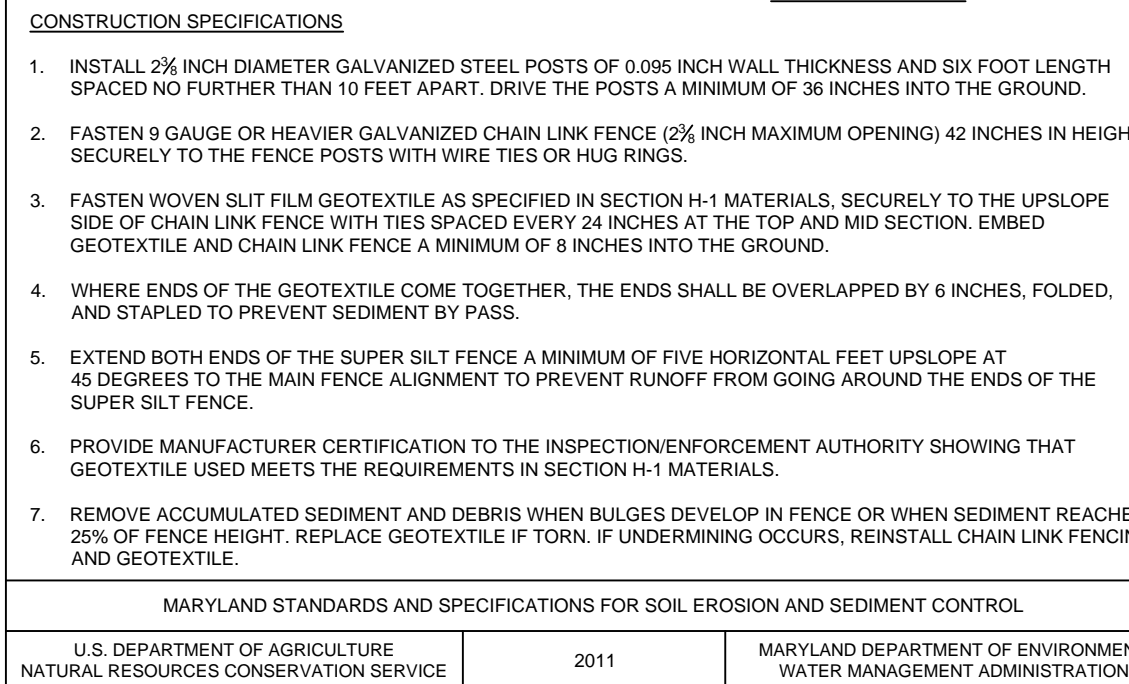 CONSTRUCTION SPECIFICATIONS
1. INSTALL 2⅜ INCH DIAMETER GALVANIZED STEEL POSTS OF 0.095 INCH WALL THICKNESS AND SIX FOOT LENGTH
SPACED NO FURTHER THAN 10 FEET APART. DRIVE THE POSTS A MINIMUM OF 36 INCHES INTO THE GROUND.
2. FASTEN 9 GAUGE OR HEAVIER GALVANIZED CHAIN LINK FENCE (2⅜ INCH MAXIMUM OPENING) 42 INCHES IN HEIGH
SECURELY TO THE FENCE POSTS WITH WIRE TIES OR HUG RINGS.
3. FASTEN WOVEN SLIT FILM GEOTEXTILE AS SPECIFIED IN SECTION H-1 MATERIALS, SECURELY TO THE UPSLOPE
SIDE OF CHAIN LINK FENCE WITH TIES SPACED EVERY 24 INCHES AT THE TOP AND MID SECTION. EMBED
GEOTEXTILE AND CHAIN LINK FENCE A MINIMUM OF 8 INCHES INTO THE GROUND.
4. WHERE ENDS OF THE GEOTEXTILE COME TOGETHER, THE ENDS SHALL BE OVERLAPPED BY 6 INCHES, FOLDED,
AND STAPLED TO PREVENT SEDIMENT BY PASS.
5. EXTEND BOTH ENDS OF THE SUPER SILT FENCE A MINIMUM OF FIVE HORIZONTAL FEET UPSLOPE AT
45 DEGREES TO THE MAIN FENCE ALIGNMENT TO PREVENT RUNOFF FROM GOING AROUND THE ENDS OF THE
SUPER SILT FENCE.
6. PROVIDE MANUFACTURER CERTIFICATION TO THE INSPECTION/ENFORCEMENT AUTHORITY SHOWING THAT
GEOTEXTILE USED MEETS THE REQUIREMENTS IN SECTION H-1 MATERIALS.
7. REMOVE ACCUMULATED SEDIMENT AND DEBRIS WHEN BULGES DEVELOP IN FENCE OR WHEN SEDIMENT REACHE
25% OF FENCE HEIGHT. REPLACE GEOTEXTILE IF TORN. IF UNDERMINING OCCURS, REINSTALL CHAIN LINK FENCIN
AND GEOTEXTILE.
MARYLAND STANDARDS AND SPECIFICATIONS FOR SOIL EROSION AND SEDIMENT CONTROL
U.S. DEPARTMENT OF AGRICULTURE
NATURAL RESOURCES CONSERVATION SERVICE
2011
MARYLAND DEPARTMENT OF ENVIRONMEN
WATER MANAGEMENT ADMINISTRATION